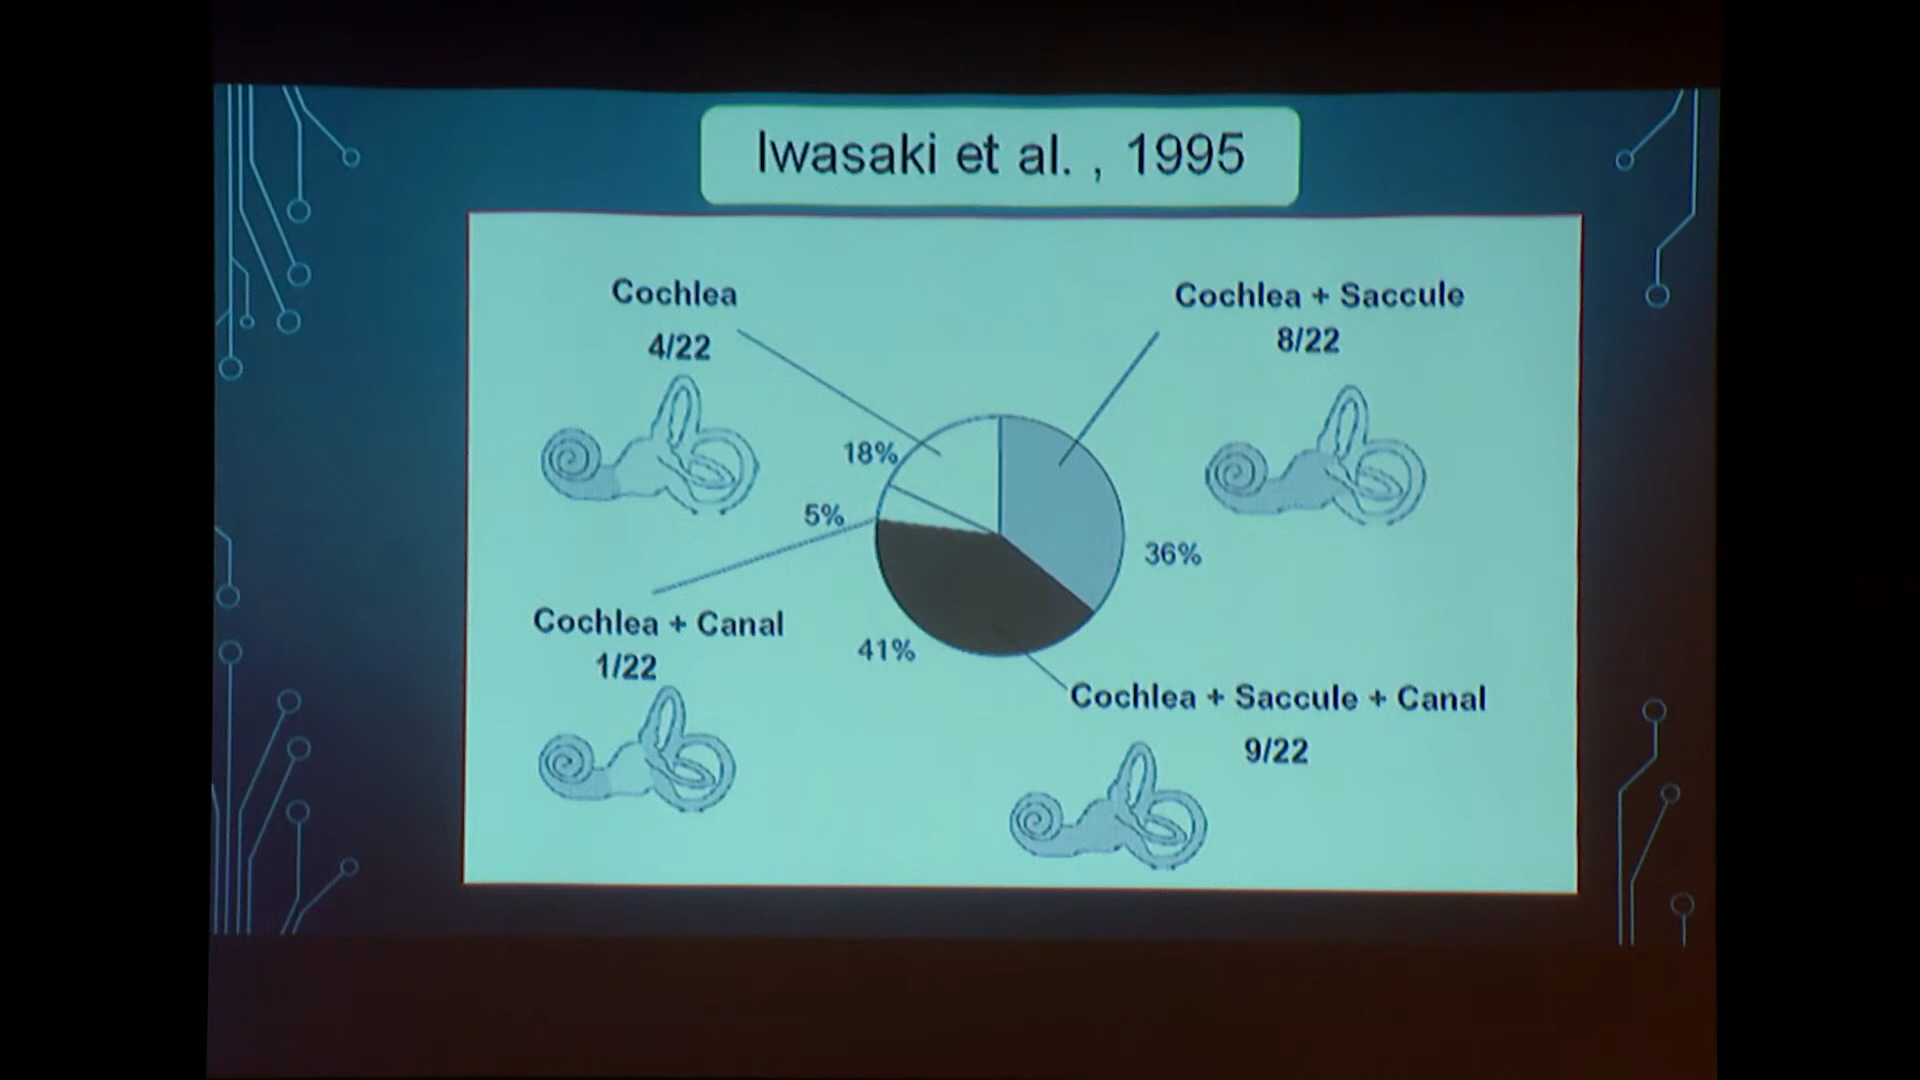 Iwasaki et al. , 1995
Cochlea
4/22
Cochlea + Saccule
8/22
18%
5%
36%
Cochlea + Canal
1/22
41%
Cochlea + Saccule + Canal
9/22